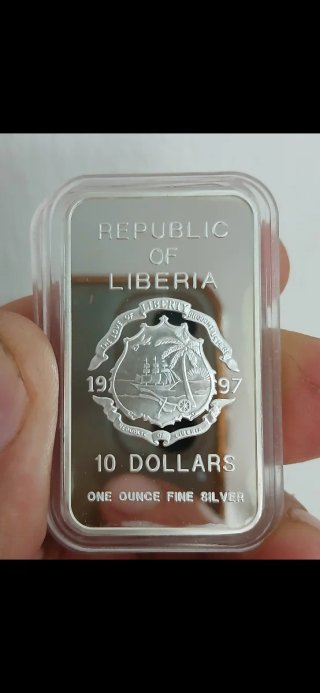 REPUBLIC
OF
LIBERIA
THE LOVE OF LIBERTY BROUGHT US HERE
19 97
REPUBLIC OF LIBERIA
10 DOLLARS
ONE OUNCE FINE SILVER